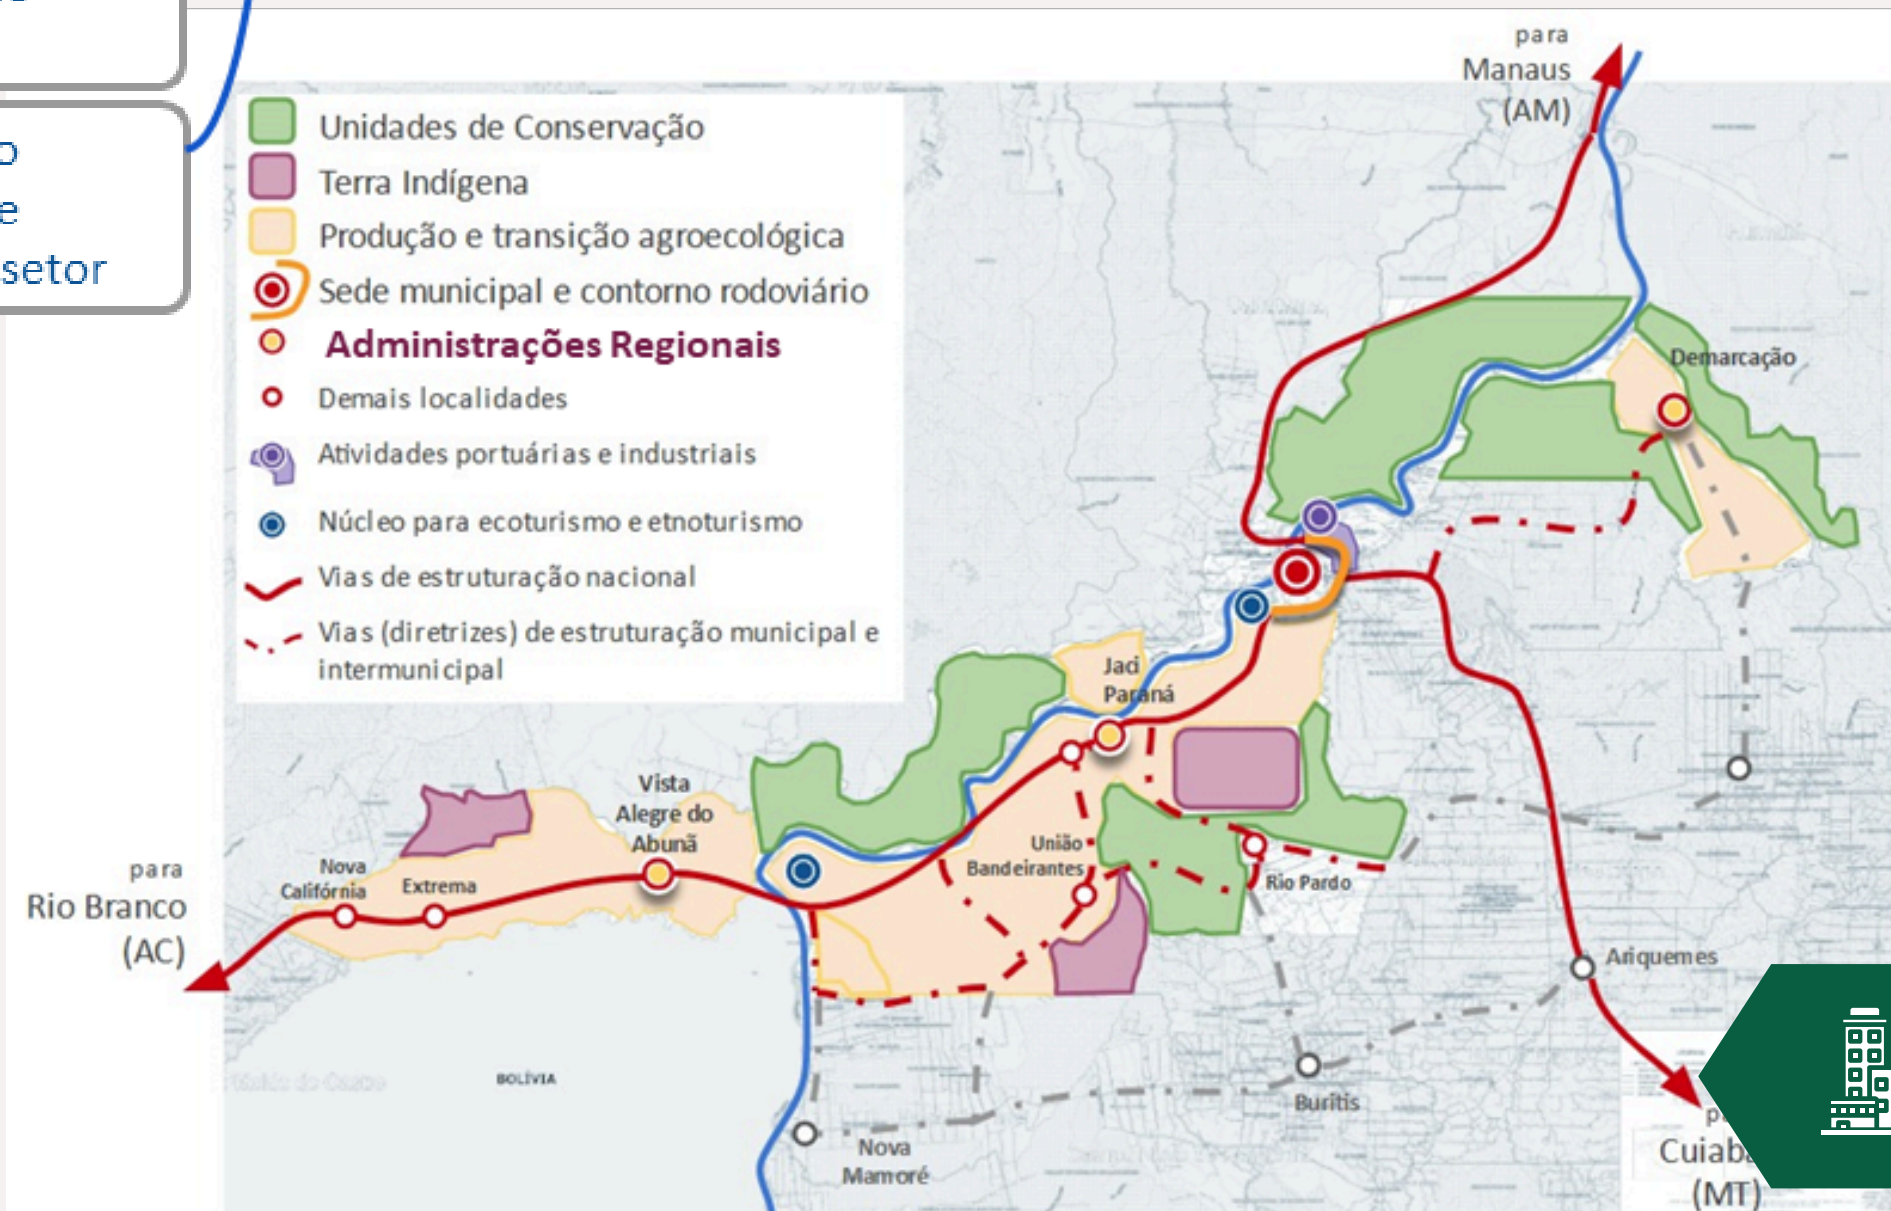 o
e
setor
para
Manaus
(AM)
Unidades de Conservação
Terra Indígena
Produção e transição agroecológica
Sede municipal e contorno rodoviário
Administrações Regionais
Demais localidades
Atividades portuárias e industriais
Núcleo para ecoturismo e etnoturismo
Vias de estruturação nacional
Vias (diretrizes) de estruturação municipal e
intermunicipal
Demarcação
Jaci
Paraná
Vista
Alegre do
Abunã
União
Bandeirantes
Rio Pardo
Nova
Califórnia
Extrema
para
Rio Branco
(AC)
Ariquemes
BOLÍVIA
Buritis
Nova
Mamoré
Cuiabá
(MT)